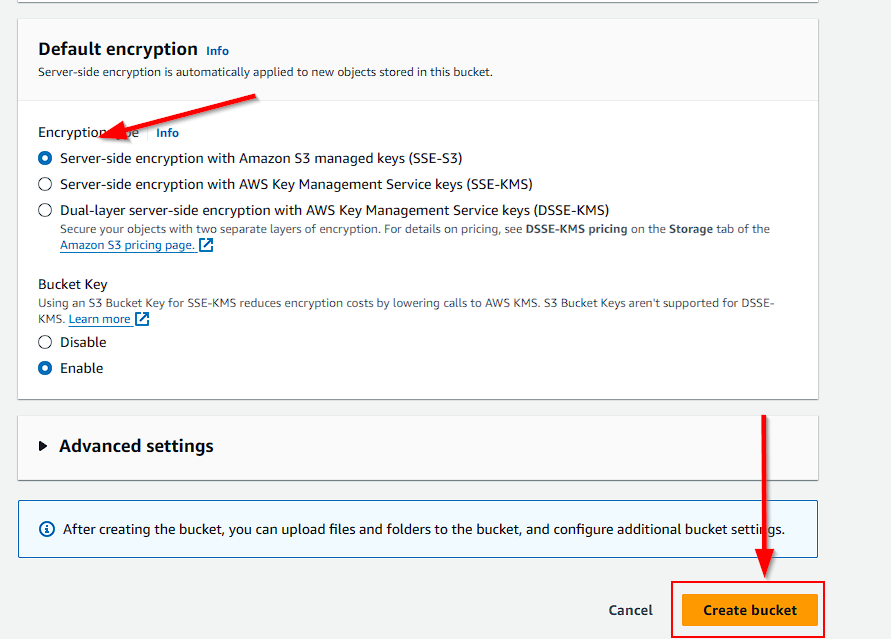 Default encryption Info
Server-side encryption is automatically applied to new objects stored in this bucket.
Encryption Info
Server-side encryption with Amazon S3 managed keys (SSE-S3)
Server-side encryption with AWS Key Management Service keys (SSE-KMS)
Dual-layer server-side encryption with AWS Key Management Service keys (DSSE-KMS)
Secure your objects with two separate layers of encryption. For details on pricing, see DSSE-KMS pricing on the Storage tab of the
Amazon S3 pricing page.
Bucket Key
Using an S3 Bucket Key for SSE-KMS reduces encryption costs by lowering calls to AWS KMS. S3 Bucket Keys aren't supported for DSSE-
KMS. Learn more
Disable
Enable
Advanced settings
After creating the bucket, you can upload files and folders to the bucket, and configure additional bucket settings.
Cancel Create bucket